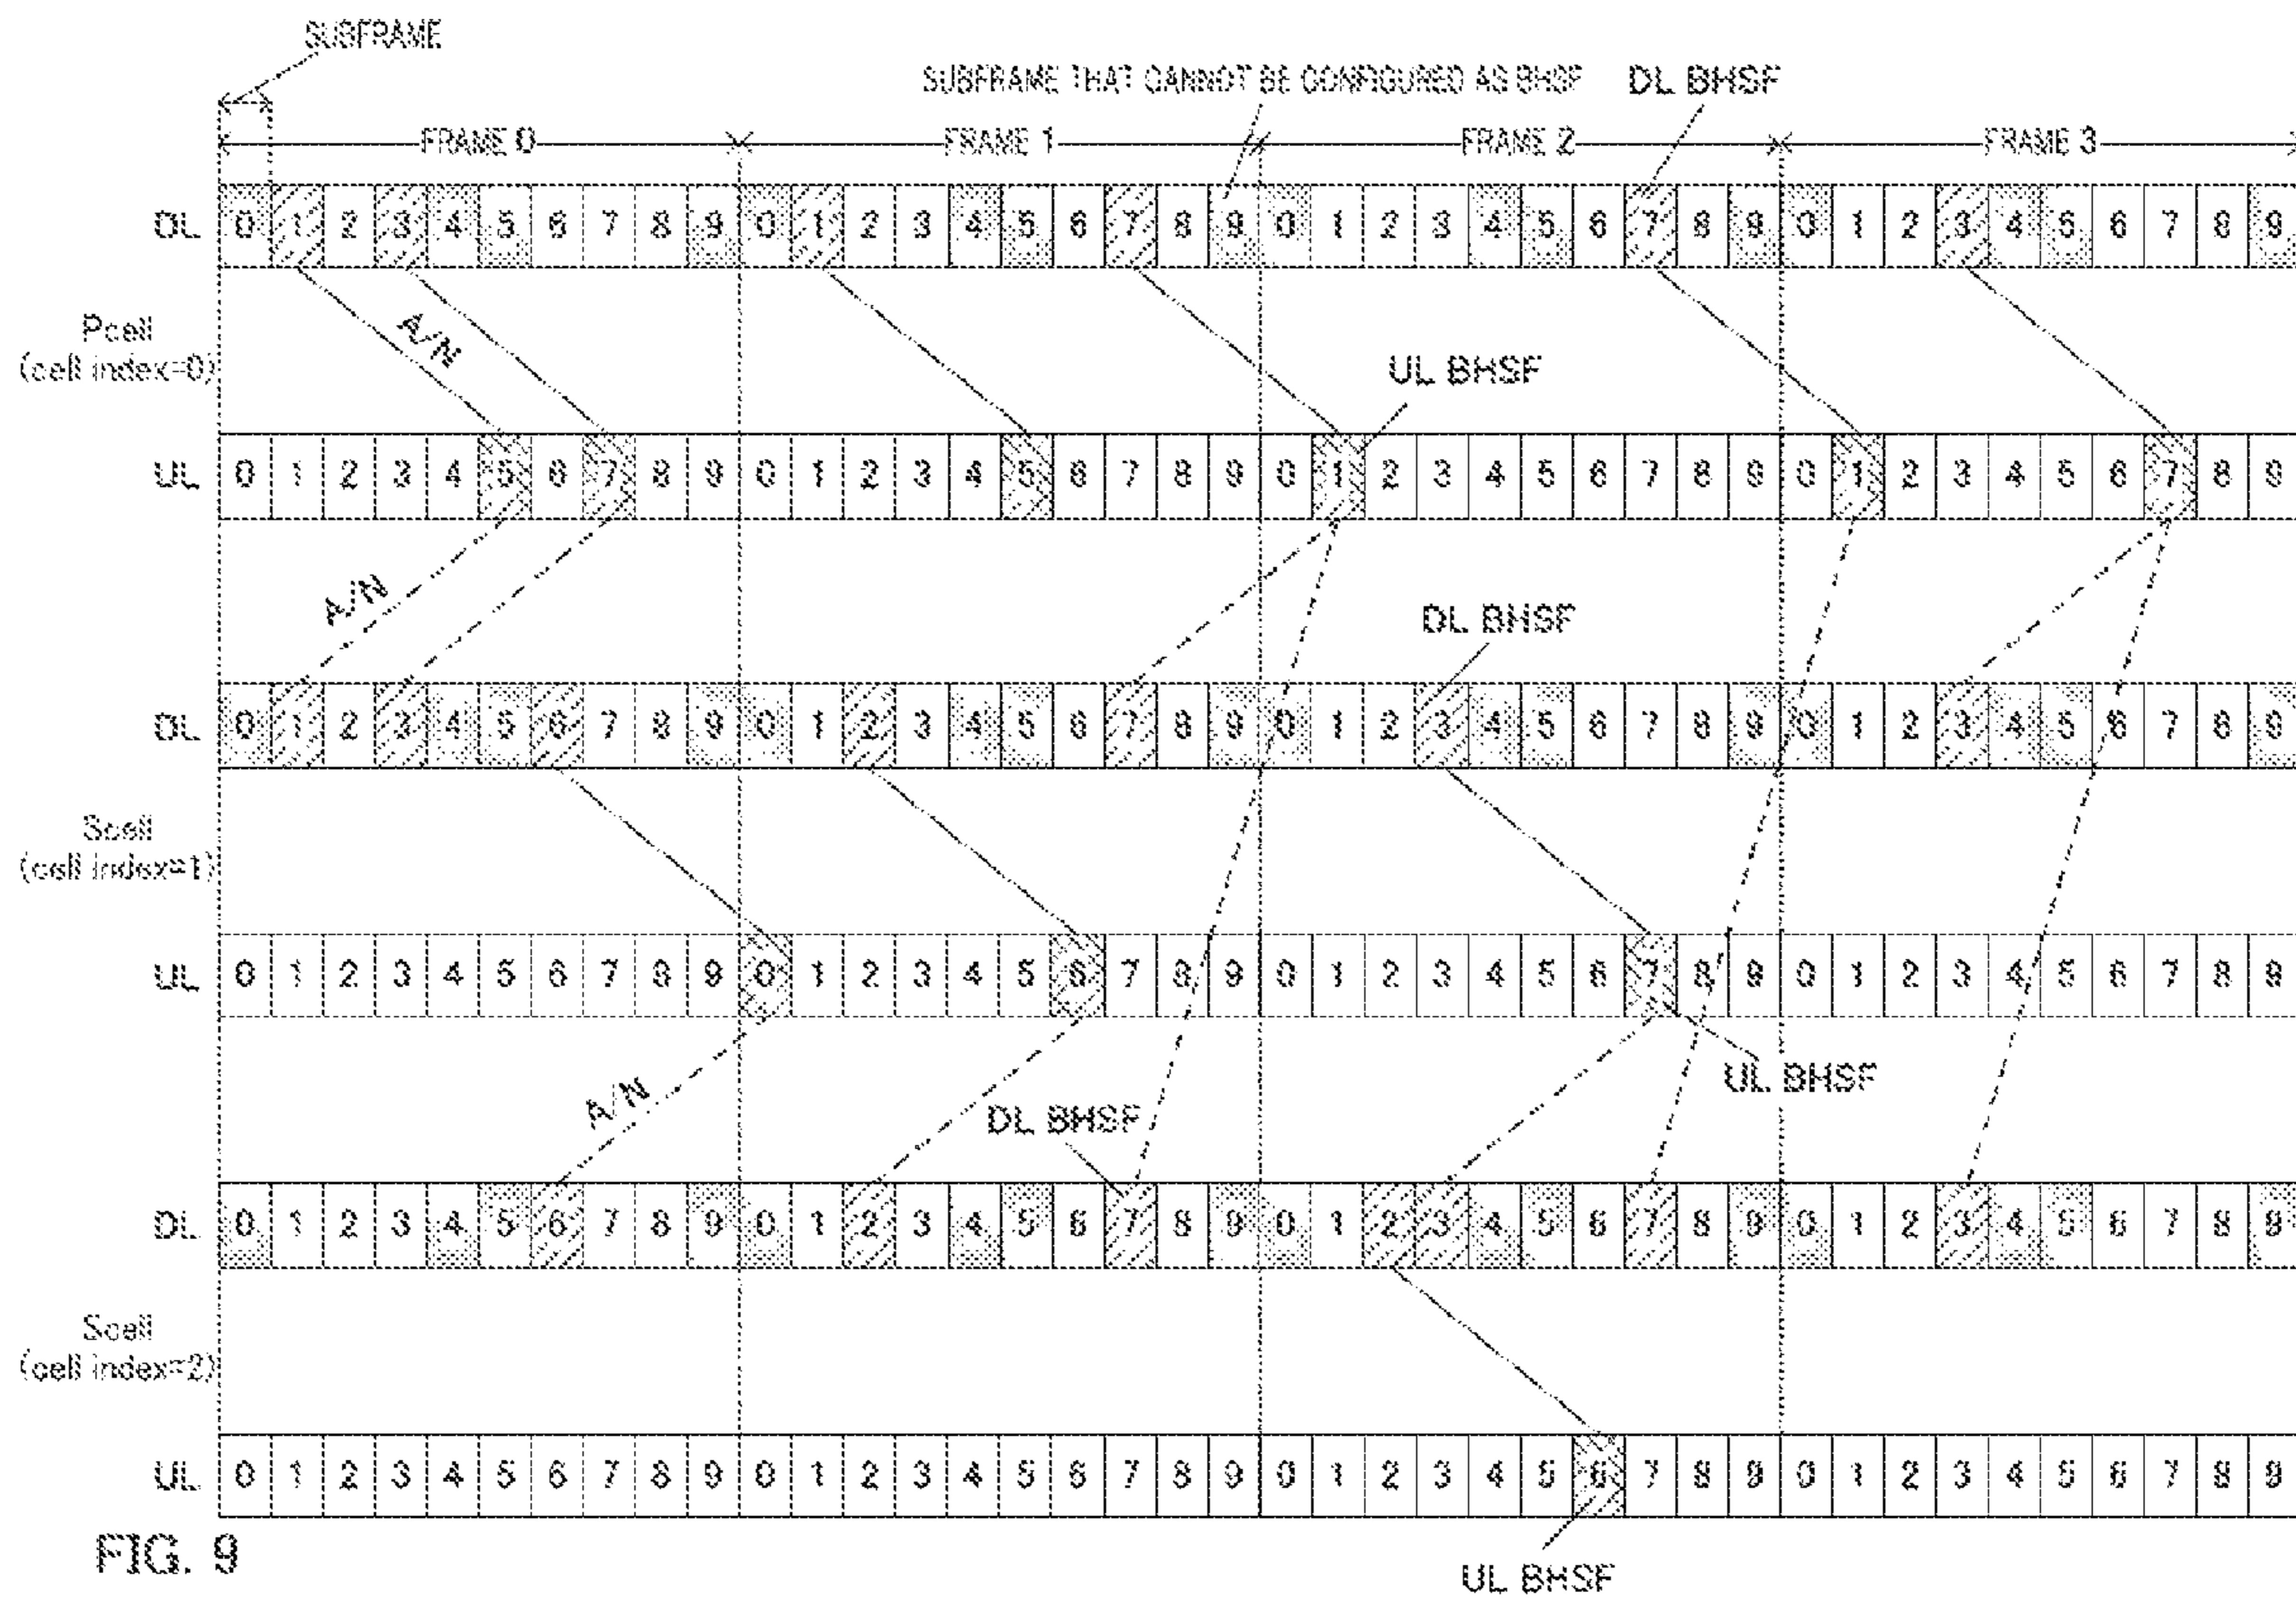 SUBFRAME
SUBFRAME THAT CANNOT BE CONFIGURED AS BHSF DL BHSF
FRAME 0 FRAME 1 FRAME 2 FRAME 3
DL 0 1 2 3 4 5 6 7 8 9 0 1 2 3 4 5 6 7 8 9 0 1 2 3 4 5 6 7 8 9 0 1 2 3 4 5 6 7 8 9
A/N
Pcell
(cell index=0)
UL BHSF
UL 0 1 2 3 4 5 6 7 8 9 0 1 2 3 4 5 6 7 8 9 0 1 2 3 4 5 6 7 8 9 0 1 2 3 4 5 6 7 8 9
A/N
DL BHSF
DL 0 1 2 3 4 5 6 7 8 9 0 1 2 3 4 5 6 7 8 9 0 1 2 3 4 5 6 7 8 9 0 1 2 3 4 5 6 7 8 9
Scell
(cell index=1)
UL 0 1 2 3 4 5 6 7 8 9 0 1 2 3 4 5 6 7 8 9 0 1 2 3 4 5 6 7 8 9 0 1 2 3 4 5 6 7 8 9
UL BHSF
A/N
DL BHSF
DL 0 1 2 3 4 5 6 7 8 9 0 1 2 3 4 5 6 7 8 9 0 1 2 3 4 5 6 7 8 9 0 1 2 3 4 5 6 7 8 9
Scell
(cell index=2)
UL 0 1 2 3 4 5 6 7 8 9 0 1 2 3 4 5 6 7 8 9 0 1 2 3 4 5 6 7 8 9 0 1 2 3 4 5 6 7 8 9
FIG. 9
UL BHSF